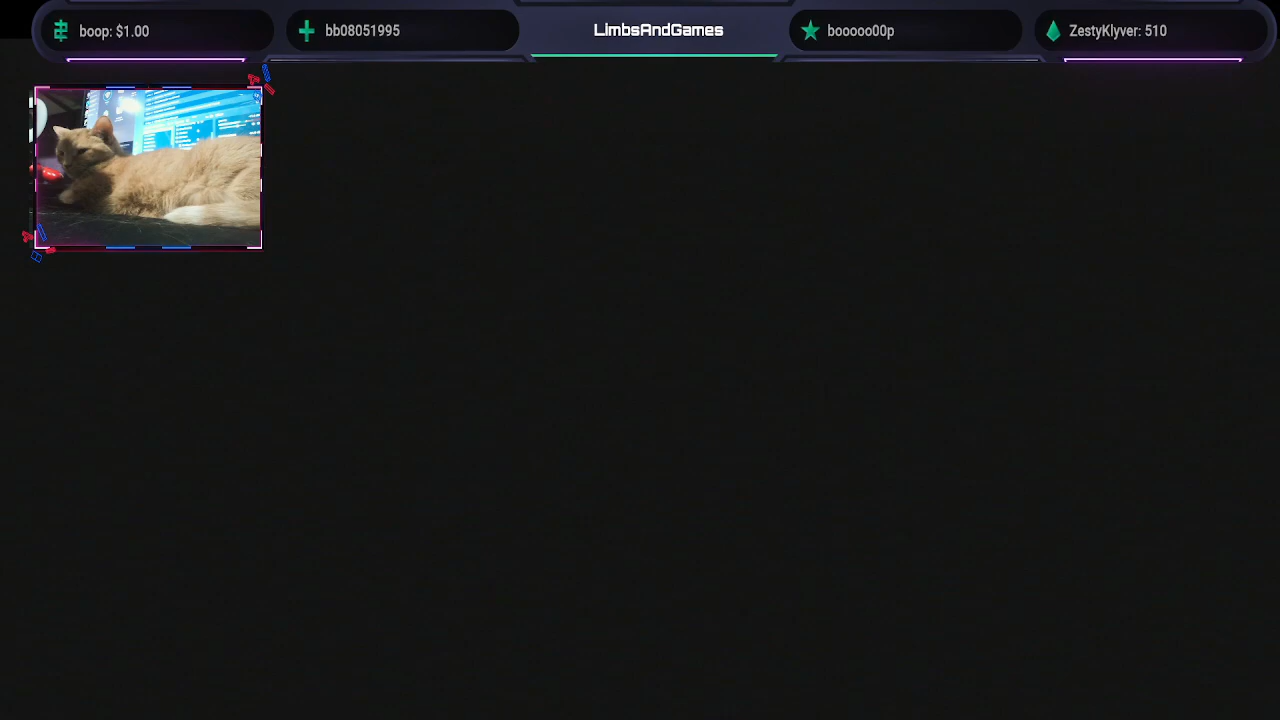 boop: $1.00
bb08051995
LimbsAndGames
booooo00p
ZestyKlyver: 510